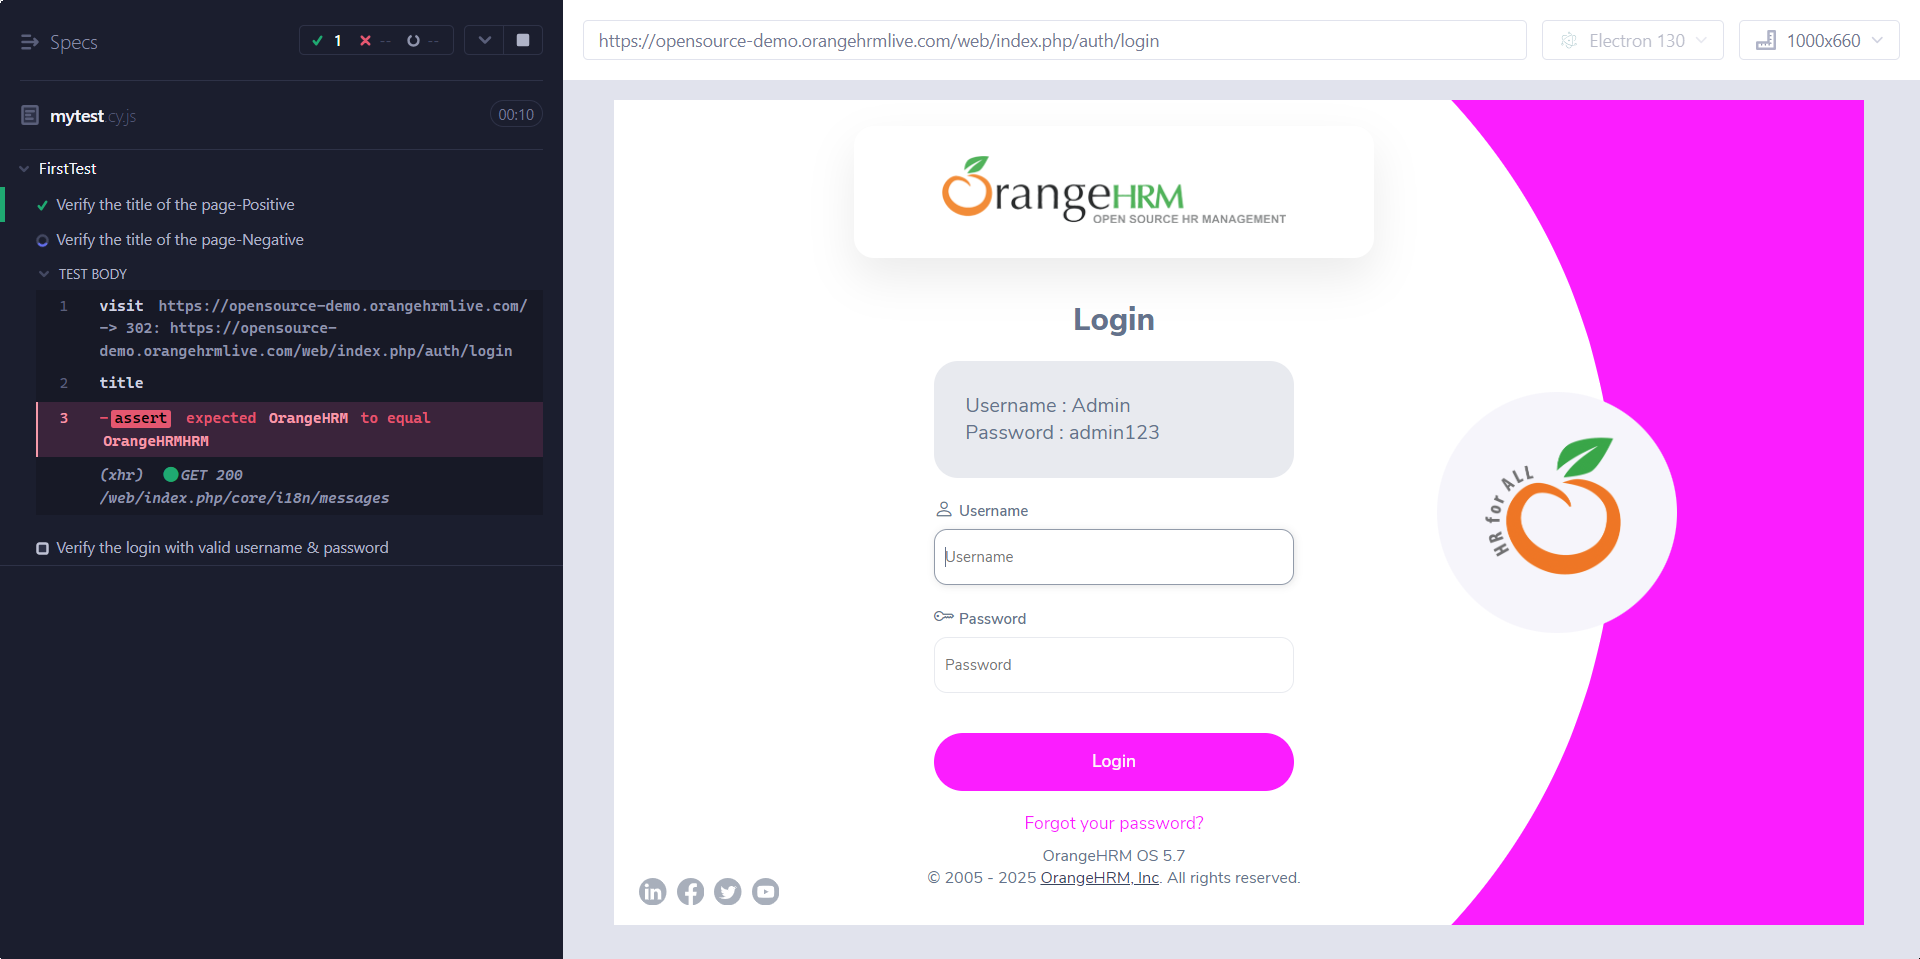 Specs
1 -- --
mytest.cy.js
00:10
FirstTest
Verify the title of the page-Positive
Verify the title of the page-Negative
TEST BODY
1 visit https://opensource-demo.orangehrmlive.com/
-> 302: https://opensource-
demo.orangehrmlive.com/web/index.php/auth/login
2 title
3 -assert expected OrangeHRM to equal
OrangeHRMHRM
(xhr) GET 200
/web/index.php/core/i18n/messages
Verify the login with valid username & password
https://opensource-demo.orangehrmlive.com/web/index.php/auth/login
Electron 130
1000x660
OrangeHRM
OPEN SOURCE HR MANAGEMENT
Login
Username : Admin
Password : admin123
Username
Username
Password
Password
Login
Forgot your password?
OrangeHRM OS 5.7
© 2005 - 2025 OrangeHRM, Inc. All rights reserved.
in
HR for ALL